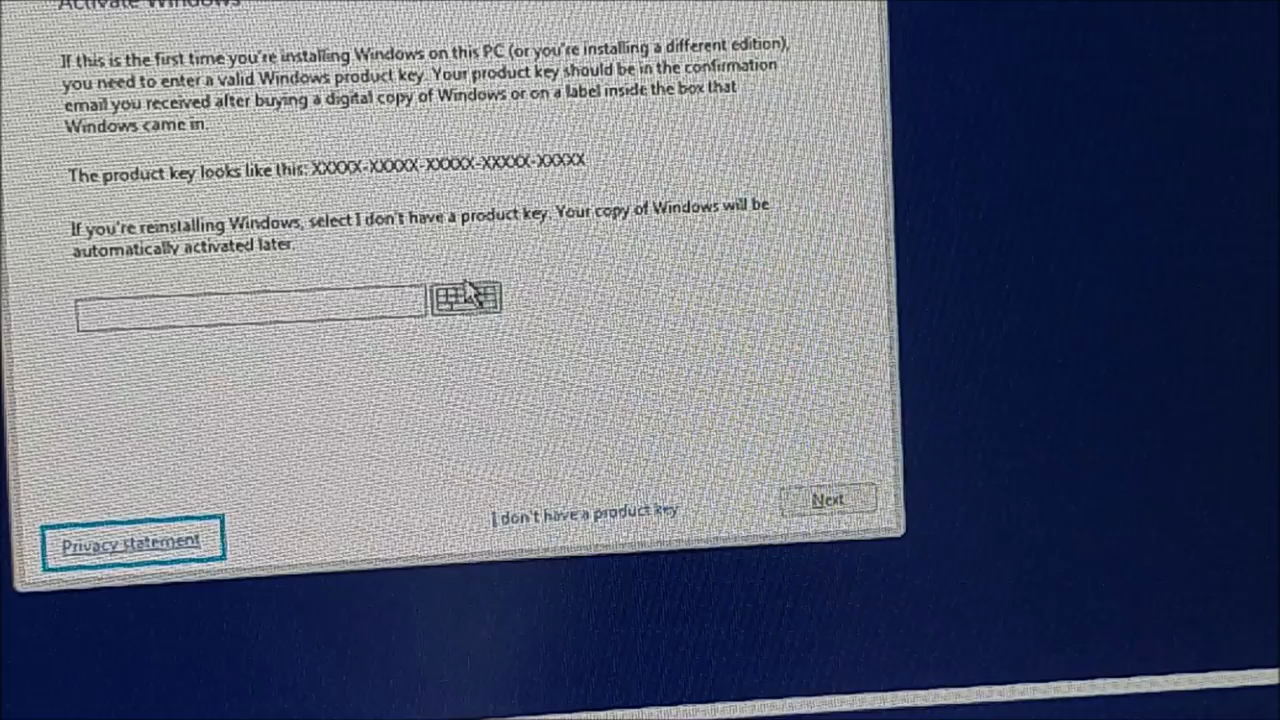 Activate Windows
If this is the first time you're installing Windows on this PC (or you're installing a different edition),
you need to enter a valid Windows product key. Your product key should be in the confirmation
email you received after buying a digital copy of Windows or on a label inside the box that
Windows came in.
The product key looks like this: XXXXX-XXXXX-XXXXX-XXXXX-XXXXX
If you're reinstalling Windows, select I don't have a product key. Your copy of Windows will be
automatically activated later.
I don't have a product key
Next
Privacy statement